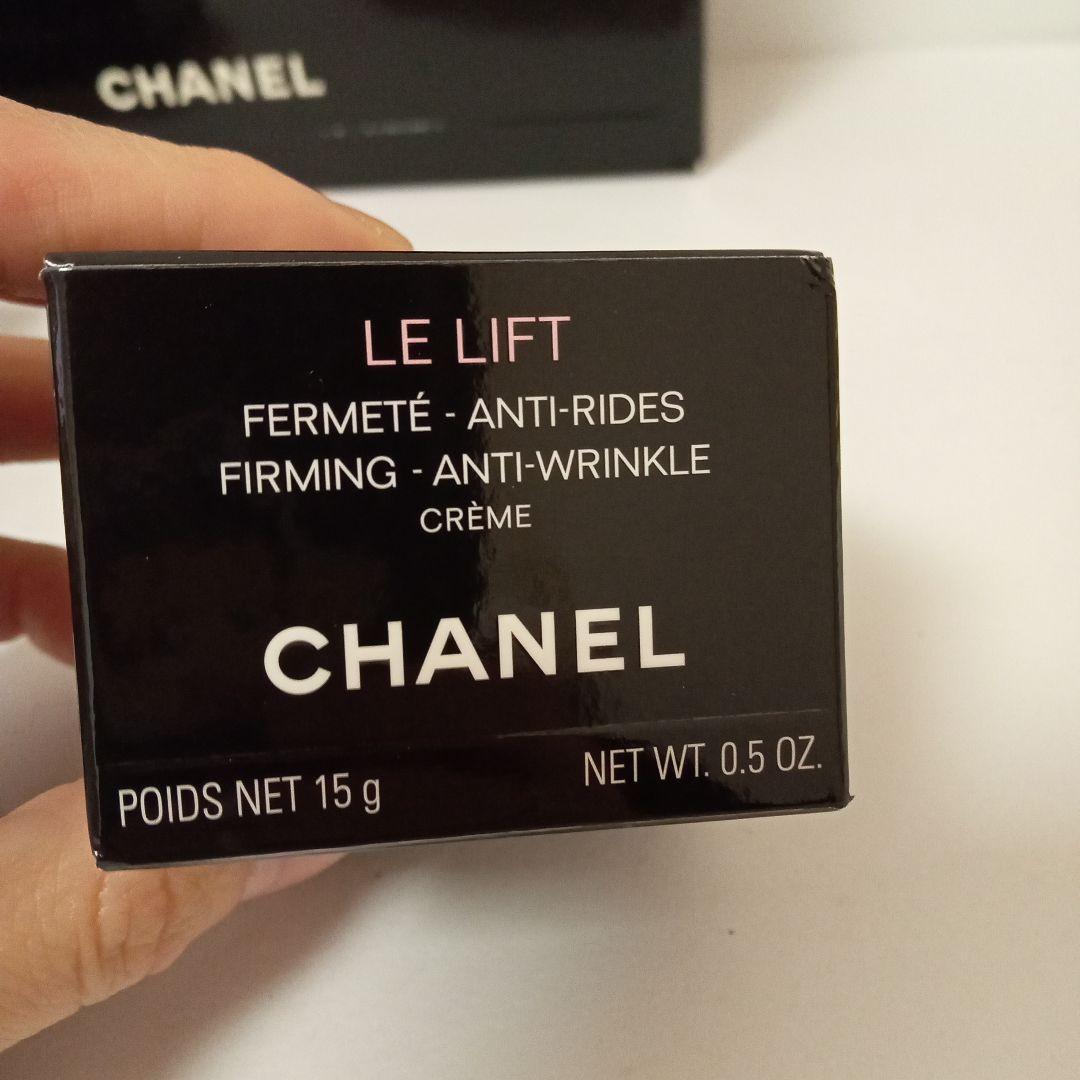 CHANEL
LE LIFT
FERMETÉ - ANTI-RIDES
FIRMING - ANTI-WRINKLE
CRÈME
CHANEL
POIDS NET 15 g
NET WT. 0.5 OZ.